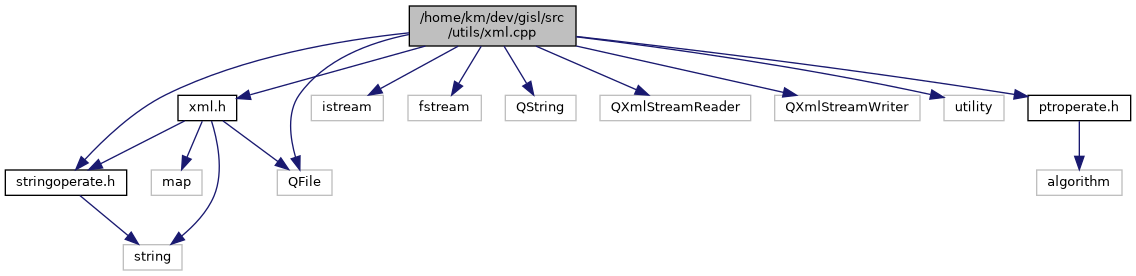 /home/km/dev/gisl/src
/utils/xml.cpp
xml.h
istream
fstream
QString
QXmlStreamReader
QXmlStreamWriter
utility
ptroperate.h
stringoperate.h
map
QFile
algorithm
string